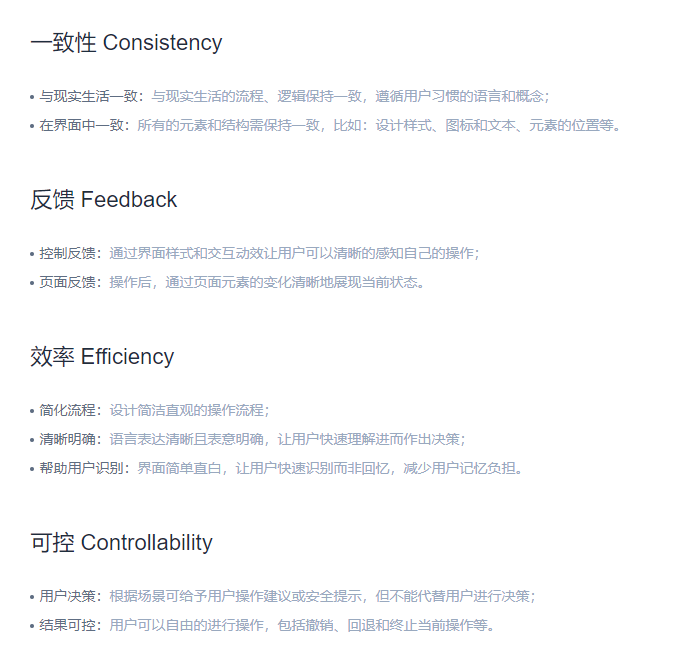 一致性 Consistency
• 与现实生活一致：与现实生活的流程、逻辑保持一致，遵循用户习惯的语言和概念；
• 在界面中一致：所有的元素和结构需保持一致，比如：设计样式、图标和文本、元素的位置等。
反馈 Feedback
• 控制反馈：通过界面样式和交互动效让用户可以清晰的感知自己的操作；
• 页面反馈：操作后，通过页面元素的变化清晰地展现当前状态。
效率 Efficiency
• 简化流程：设计简洁直观的操作流程；
• 清晰明确：语言表达清晰且表意明确，让用户快速理解进而作出决策；
• 帮助用户识别：界面简单直白，让用户快速识别而非回忆，减少用户记忆负担。
可控 Controllability
• 用户决策：根据场景可给予用户操作建议或安全提示，但不能代替用户进行决策；
• 结果可控：用户可以自由的进行操作，包括撤销、回退和终止当前操作等。